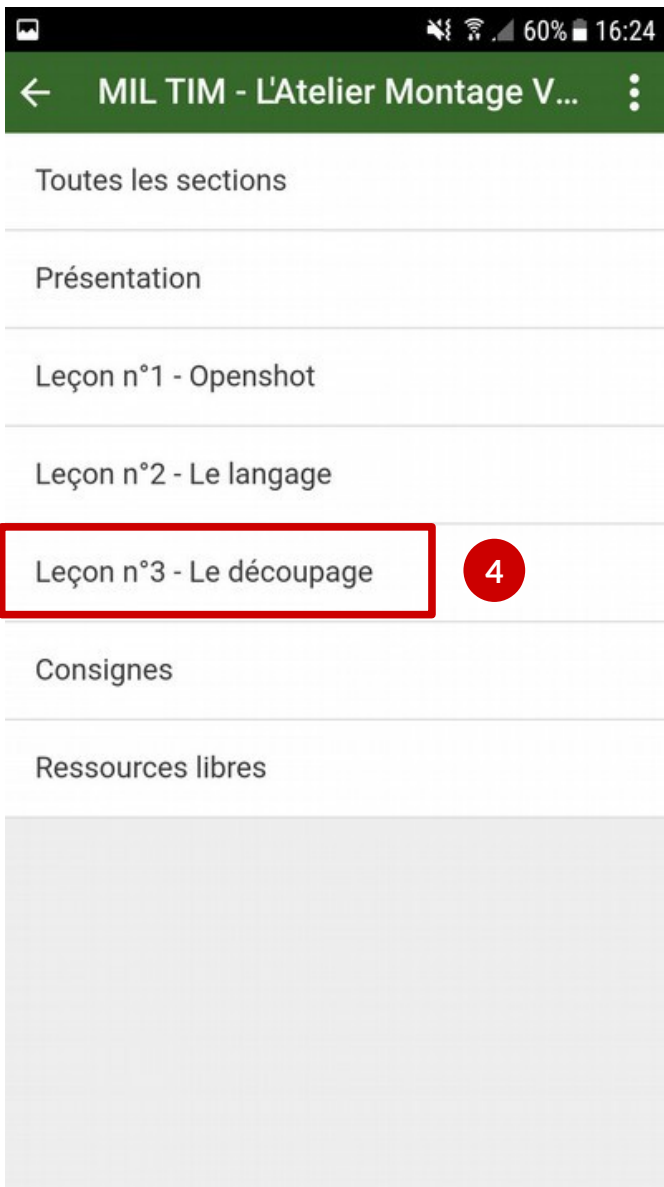 60% 16:24
MIL TIM - L'Atelier Montage V...
Toutes les sections
Présentation
Leçon n°1 - Openshot
Leçon n°2 - Le langage
Leçon n°3 - Le découpage 4
Consignes
Ressources libres